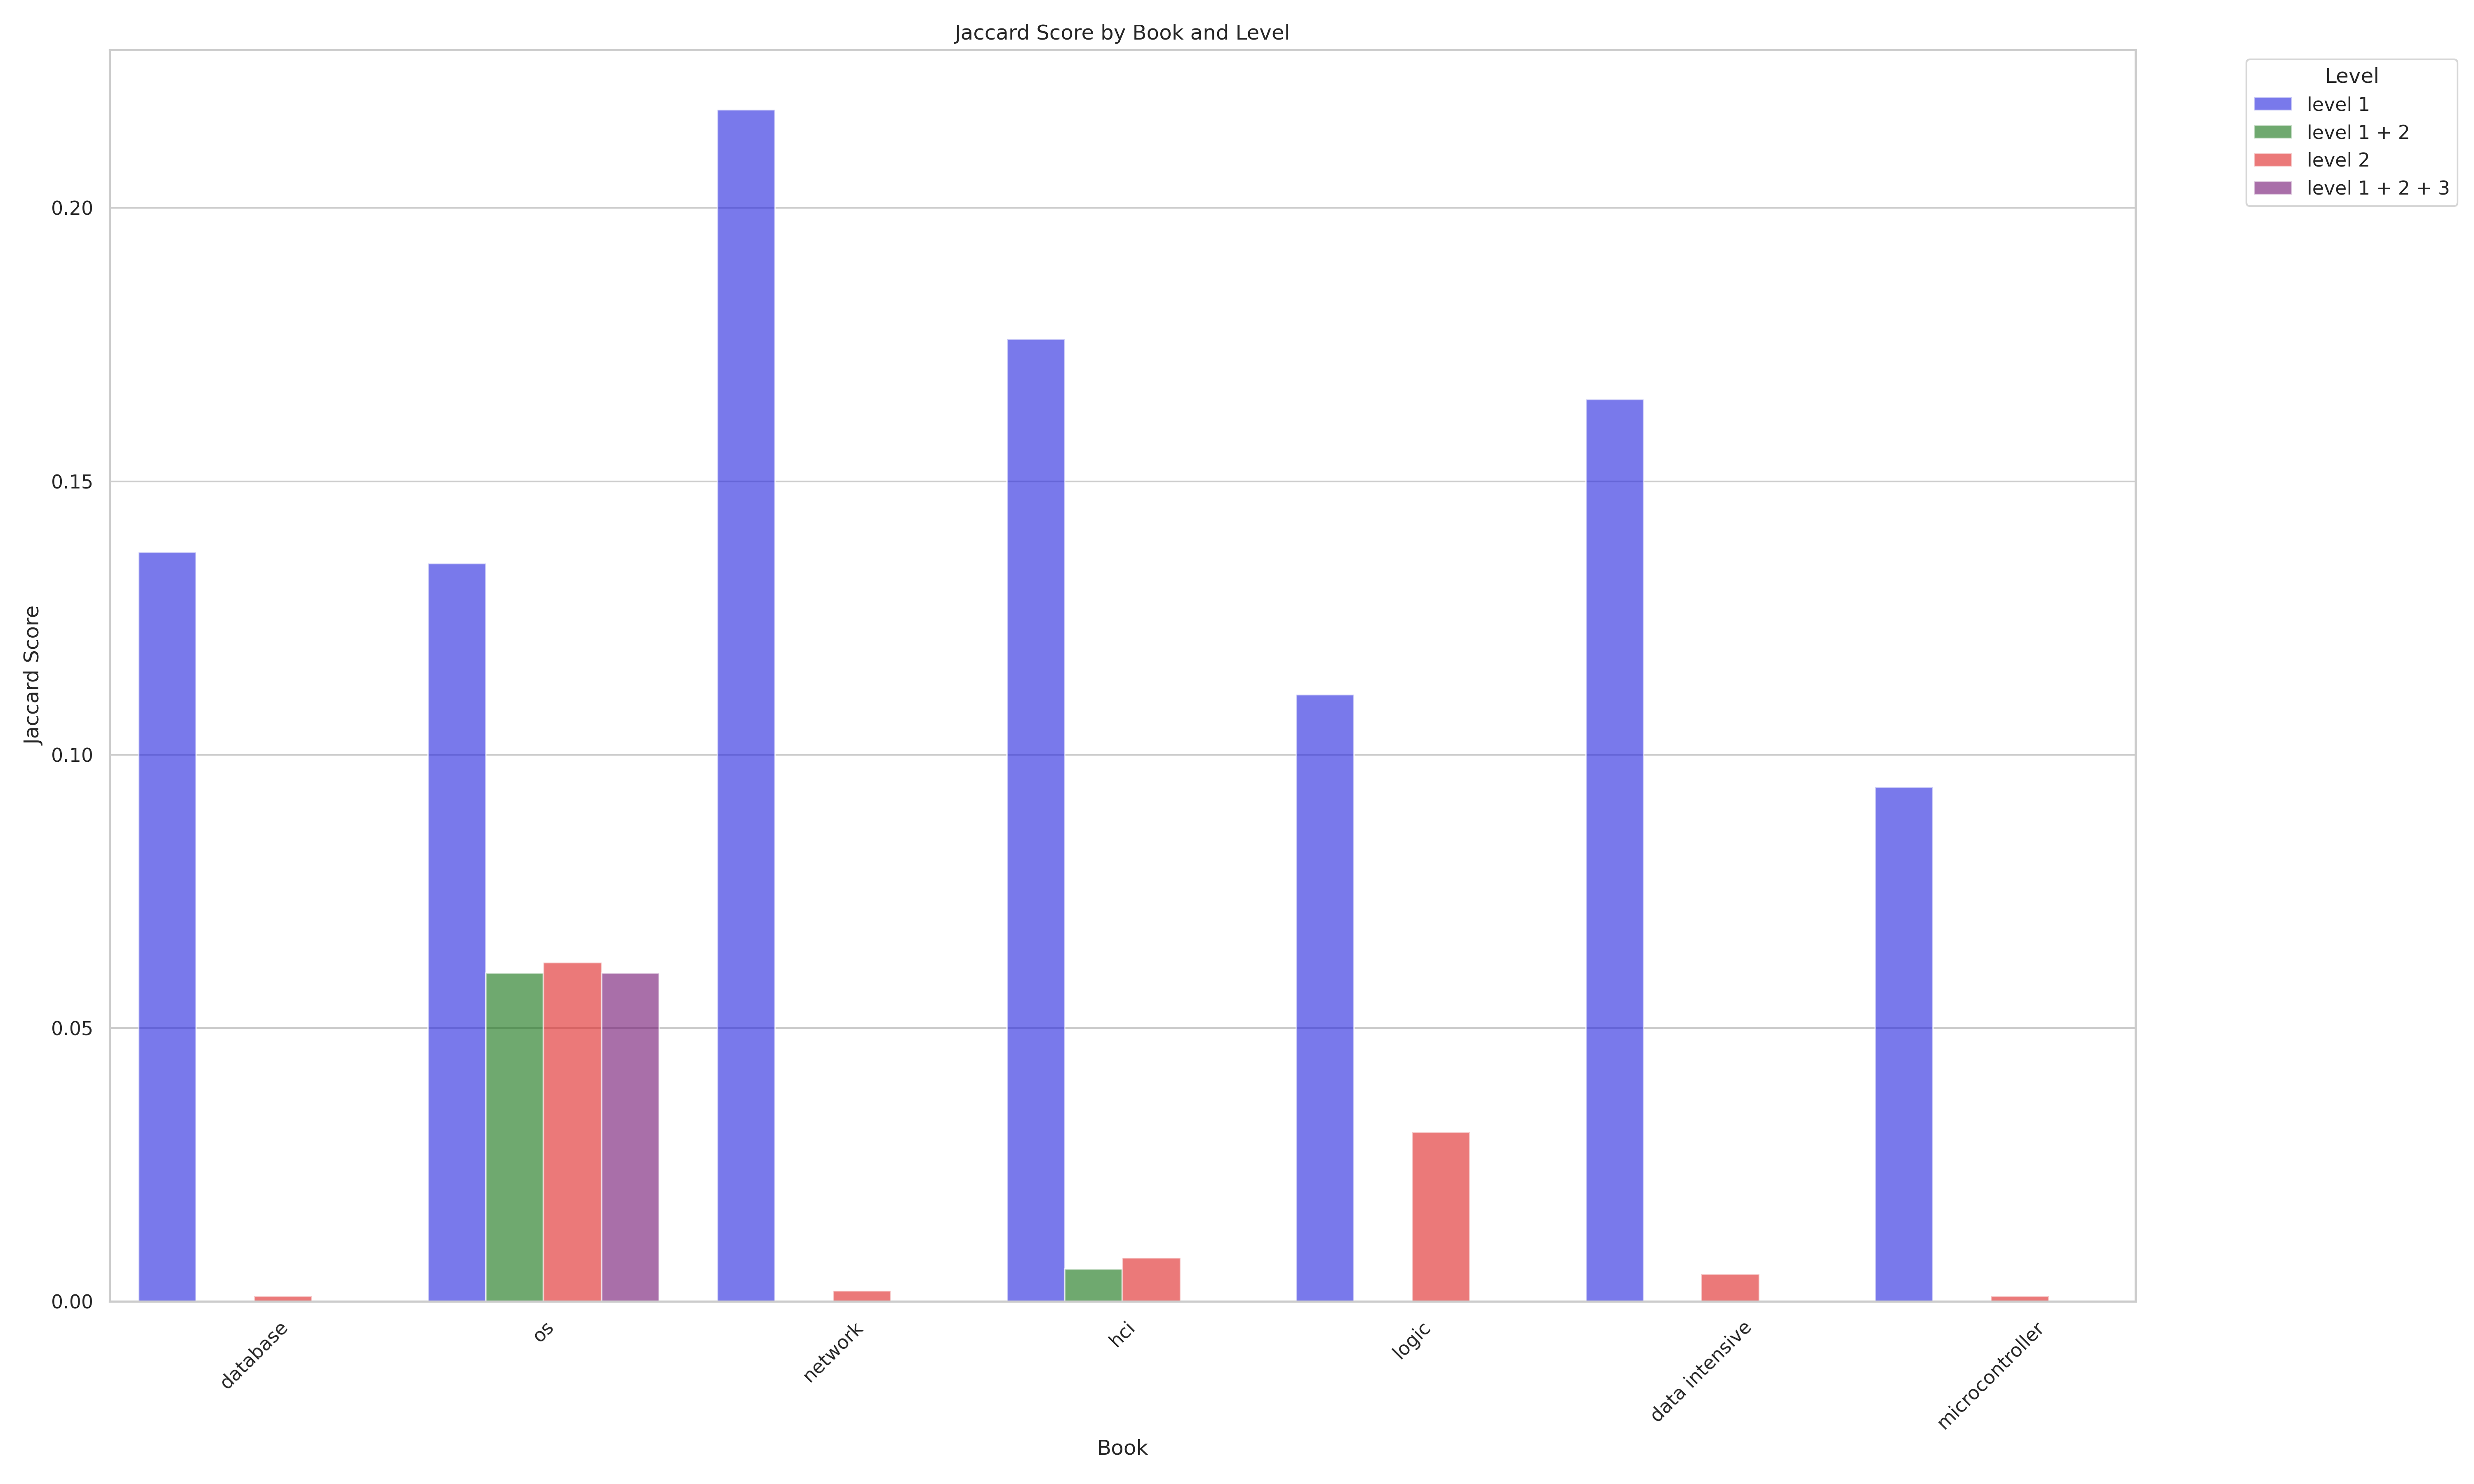 Jaccard Score by Book and Level
Level
level 1
level 1 + 2
level 2
level 1 + 2 + 3
Jaccard Score
0.20
0.15
0.10
0.05
0.00
database
os
network
hci
logic
data intensive
microcontroller
Book